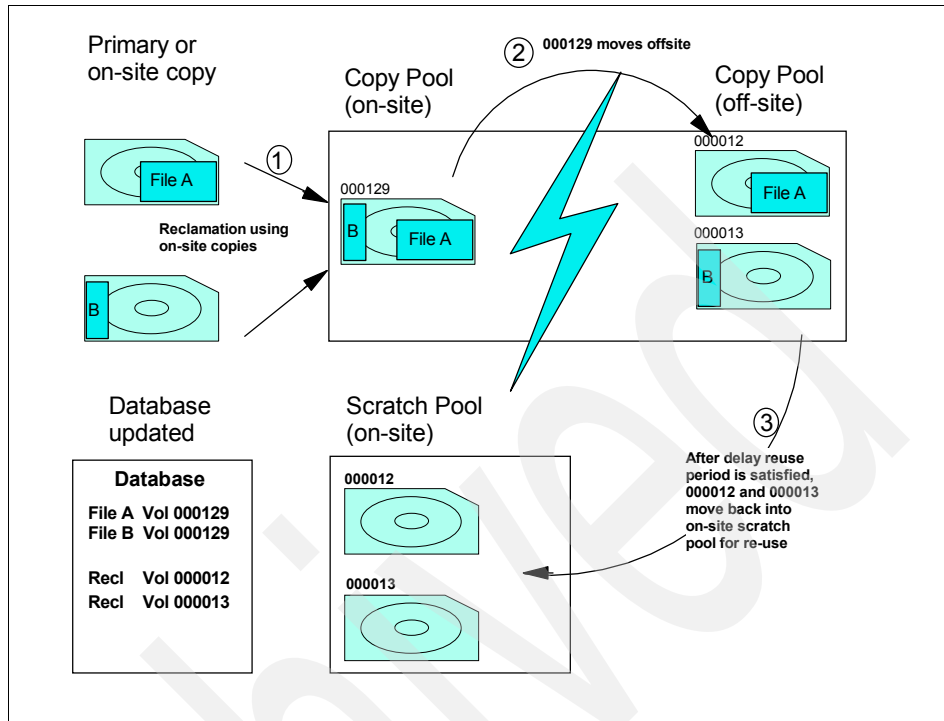 Primary or
on-site copy
Copy Pool
(on-site)
2
000129 moves offsite
Copy Pool
(off-site)
000012
File A
1
Reclamation using
on-site copies
000129
B
File A
File A
000013
B
B
Database
updated
Scratch Pool
(on-site)
3
After delay reuse
period is satisfied,
000012 and 000013
move back into
on-site scratch
pool for re-use
Database
File A Vol 000129
File B Vol 000129
Recl Vol 000012
Recl Vol 000013
000012
000013
hived